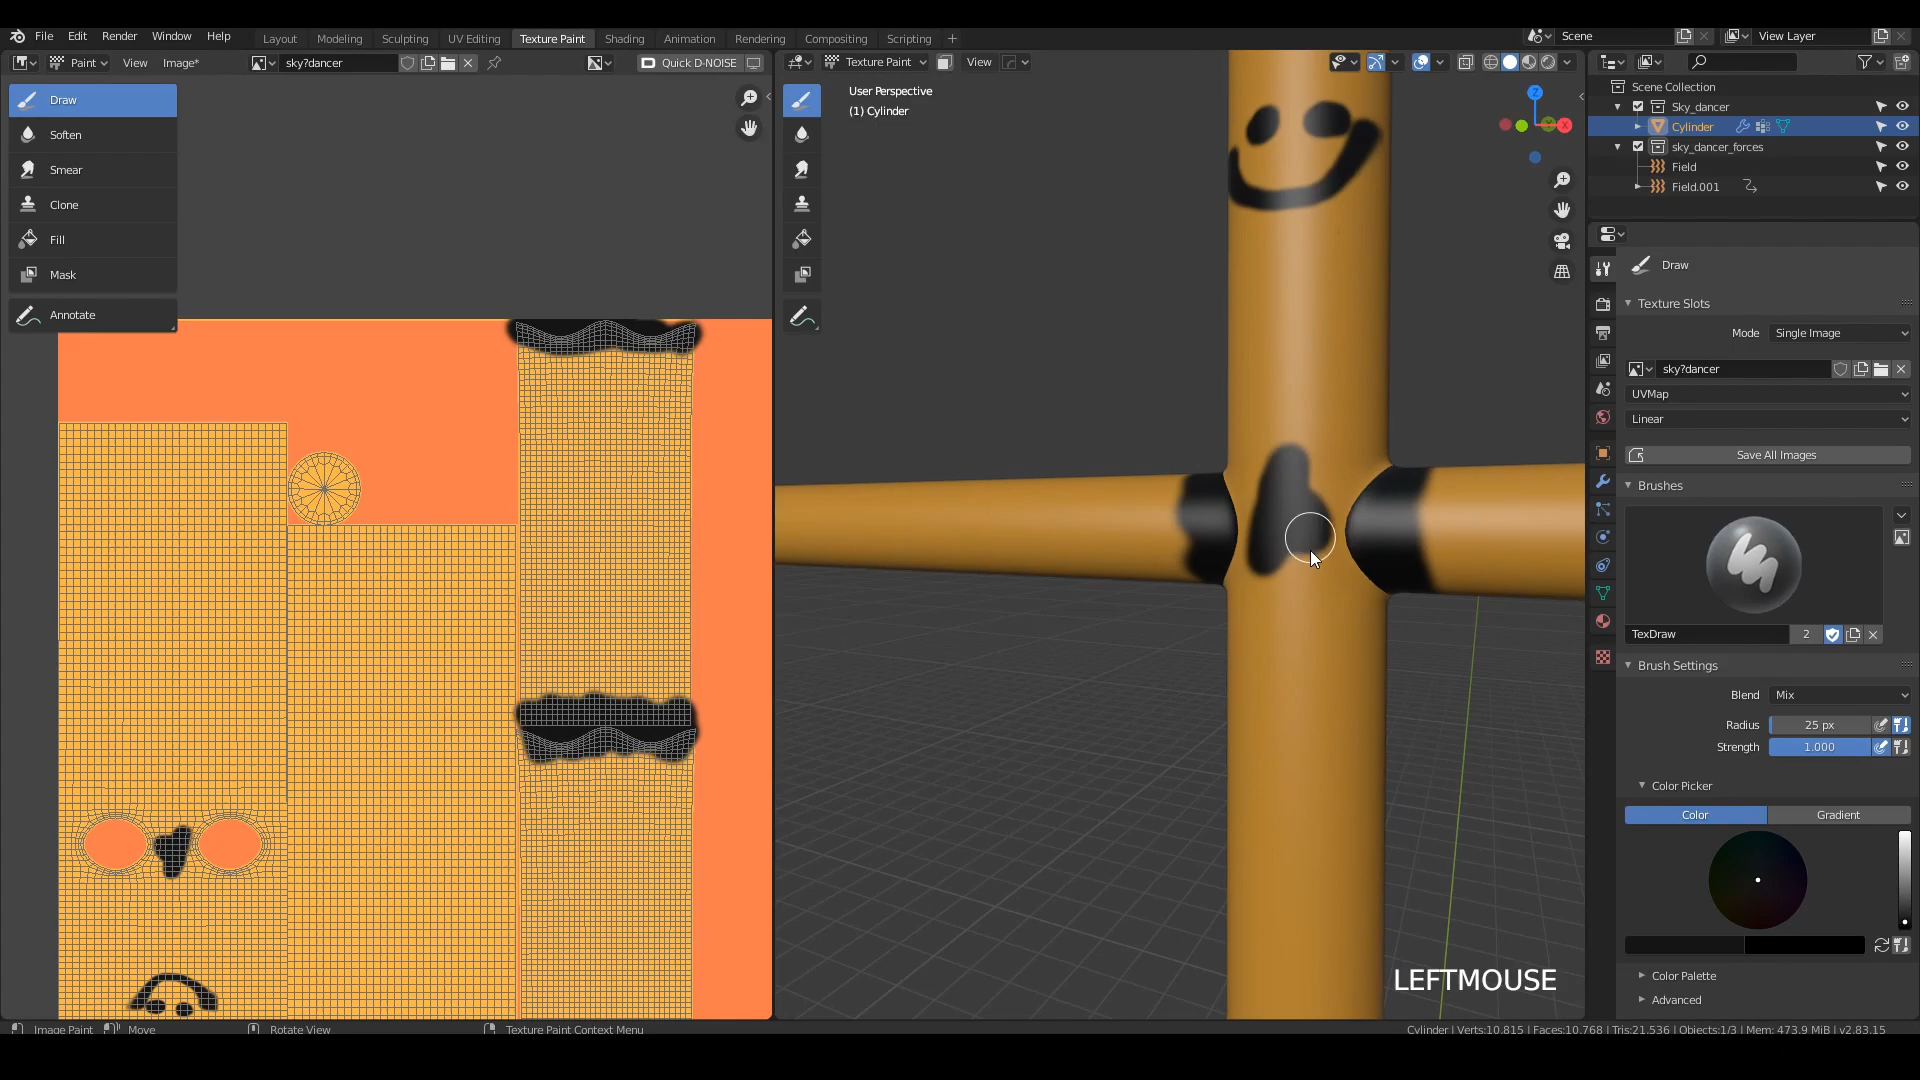 File Edit Render Window Help
Layout Modeling Sculpting UV Editing Texture Paint Shading Animation Rendering Compositing Scripting +
Scene
View Layer
Paint View Image* sky?dancer Quick D-NOISE
Texture Paint View
Draw
Soften
Smear
Clone
Fill
Mask
Annotate
User Perspective
(1) Cylinder
Z
X
LEFTMOUSE
Scene Collection
Sky_dancer
Cylinder
sky_dancer_forces
Field
Field.001
Draw
Texture Slots
Mode Single Image
sky?dancer
UVMap
Linear
Save All Images
Brushes
TexDraw 2
Brush Settings
Blend Mix
Radius 25 px
Strength 1.000
Color Picker
Color Gradient
Color Palette
Advanced
Image Paint Move Rotate View Texture Paint Context Menu
Cylinder | Verts:10.815 | Faces:10.768 | Tris:21.536 | Objects:1/3 | Mem: 473.9 MiB | v2.83.15